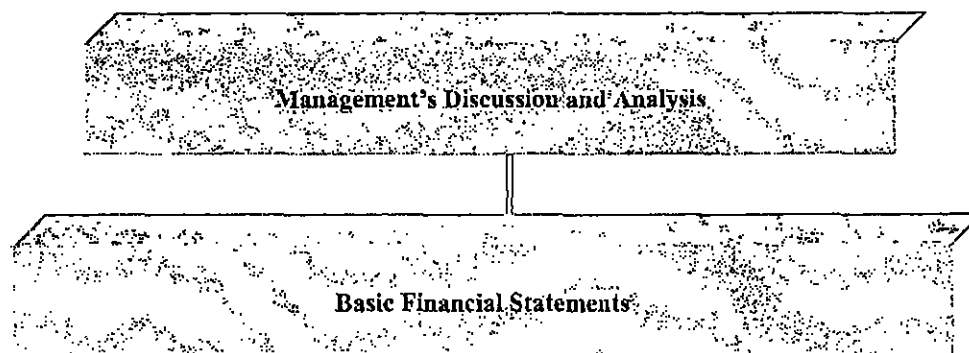 Management's Discussion and Analysis
Basic Financial Statements